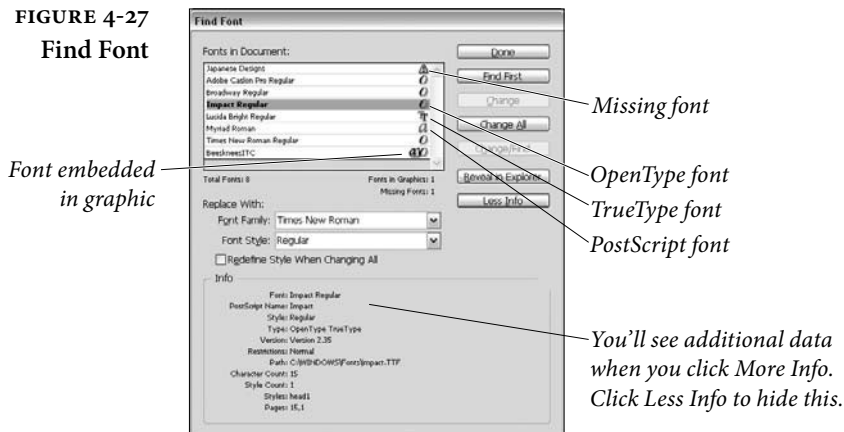 FIGURE 4-27
Find Font
Find Font
Fonts in Document:
Japanese Designs
Adobe Caslon Pro Regular
Broadway Regular
Impact Regular
Lucida Bright Regular
Myriad Roman
Times New Roman Regular
BeeskneesITC
Total Fonts: 8
Fonts in Graphics: 1
Missing Fonts: 1
Done
Find First
Change
Change All
Change/Find
Reveal in Explorer
Less Info
Replace With:
Font Family: Times New Roman
Font Style: Regular
Redefine Style When Changing All
Info
Font: Impact Regular
PostScript Name: Impact
Style: Regular
Type: OpenType TrueType
Version: Version 2.35
Restrictions: Normal
Path: C:\WINDOWS\Fonts\Impact.TTF
Character Count: 15
Style Count: 1
Styles: head1
Pages: 15,1
Font embedded
in graphic
Missing font
OpenType font
TrueType font
PostScript font
You'll see additional data
when you click More Info.
Click Less Info to hide this.